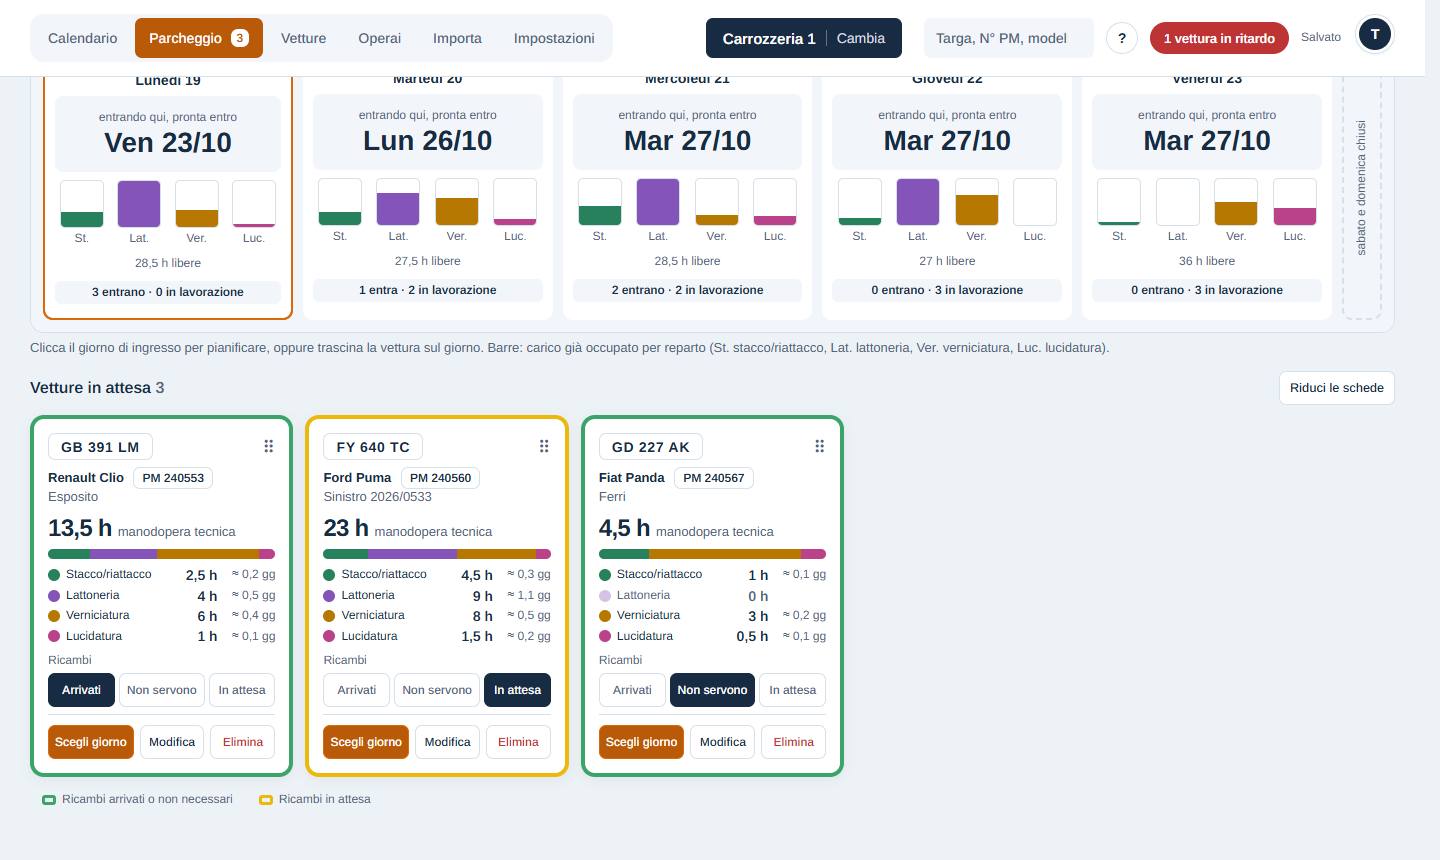 Calendario Parcheggio 3 Vetture Operai Importa Impostazioni Carrozzeria 1 Cambia Targa, N° PM, model ? 1 vettura in ritardo Salvato T
Lunedì 19 Martedì 20 Mercoledì 21 Giovedì 22 Venerdì 23
entrando qui, pronta entro entrando qui, pronta entro entrando qui, pronta entro entrando qui, pronta entro entrando qui, pronta entro
Ven 23/10 Lun 26/10 Mar 27/10 Mar 27/10 Mar 27/10
St. Lat. Ver. Luc. St. Lat. Ver. Luc. St. Lat. Ver. Luc. St. Lat. Ver. Luc. St. Lat. Ver. Luc.
28,5 h libere 27,5 h libere 28,5 h libere 27 h libere 36 h libere
3 entrano · 0 in lavorazione 1 entra · 2 in lavorazione 2 entrano · 2 in lavorazione 0 entrano · 3 in lavorazione 0 entrano · 3 in lavorazione
sabato e domenica chiusi
Clicca il giorno di ingresso per pianificare, oppure trascina la vettura sul giorno. Barre: carico già occupato per reparto (St. stacco/riattacco, Lat. lattoneria, Ver. verniciatura, Luc. lucidatura).
Vetture in attesa 3 Riduci le schede
GB 391 LM
Renault Clio PM 240553
Esposito
13,5 h manodopera tecnica
Stacco/riattacco 2,5 h ≈ 0,2 gg
Lattoneria 4 h ≈ 0,5 gg
Verniciatura 6 h ≈ 0,4 gg
Lucidatura 1 h ≈ 0,1 gg
Ricambi
Arrivati Non servono In attesa
Scegli giorno Modifica Elimina
FY 640 TC
Ford Puma PM 240560
Sinistro 2026/0533
23 h manodopera tecnica
Stacco/riattacco 4,5 h ≈ 0,3 gg
Lattoneria 9 h ≈ 1,1 gg
Verniciatura 8 h ≈ 0,5 gg
Lucidatura 1,5 h ≈ 0,2 gg
Ricambi
Arrivati Non servono In attesa
Scegli giorno Modifica Elimina
GD 227 AK
Fiat Panda PM 240567
Ferri
4,5 h manodopera tecnica
Stacco/riattacco 1 h ≈ 0,1 gg
Lattoneria 0 h
Verniciatura 3 h ≈ 0,2 gg
Lucidatura 0,5 h ≈ 0,1 gg
Ricambi
Arrivati Non servono In attesa
Scegli giorno Modifica Elimina
Ricambi arrivati o non necessari Ricambi in attesa